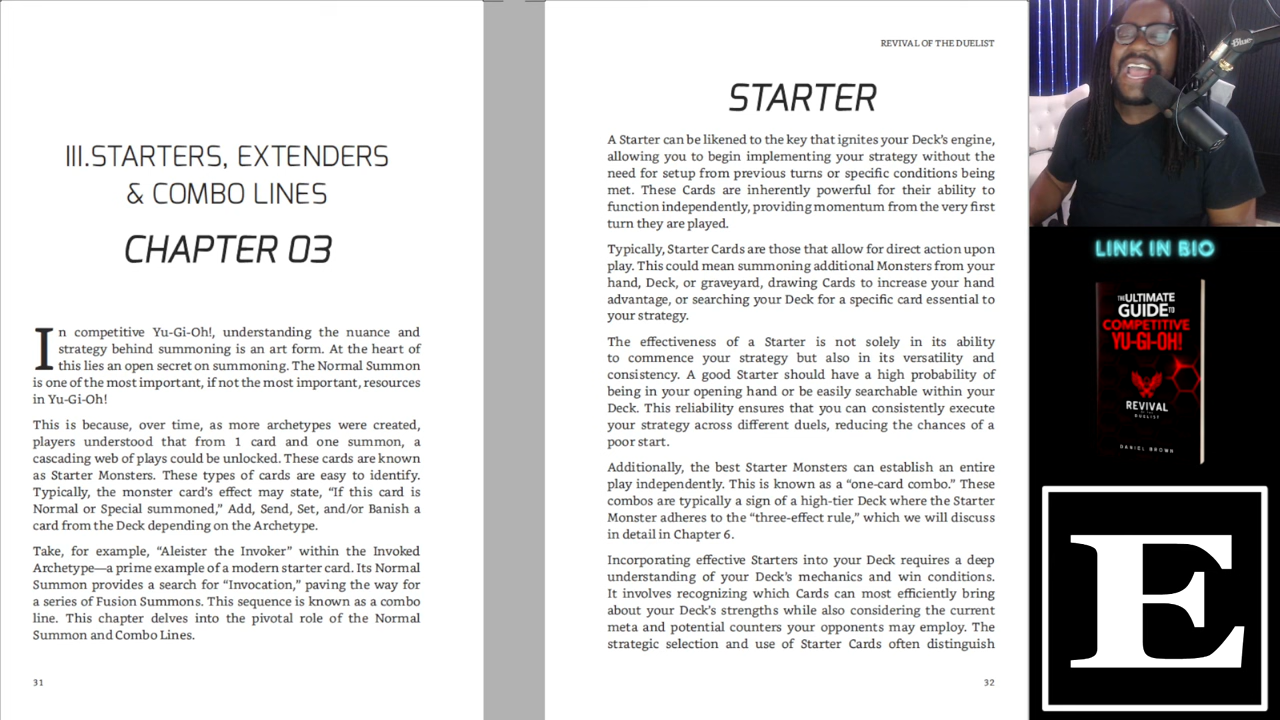 III.STARTERS, EXTENDERS
& COMBO LINES
CHAPTER 03
In competitive Yu-Gi-Oh!, understanding the nuance and
strategy behind summoning is an art form. At the heart of
this lies an open secret on summoning. The Normal Summon
is one of the most important, if not the most important, resources
in Yu-Gi-Oh!
This is because, over time, as more archetypes were created,
players understood that from 1 card and one summon, a
cascading web of plays could be unlocked. These cards are known
as Starter Monsters. These types of cards are easy to identify.
Typically, the monster card's effect may state, “If this card is
Normal or Special summoned,” Add, Send, Set, and/or Banish a
card from the Deck depending on the Archetype.
Take, for example, “Aleister the Invoker” within the Invoked
Archetype—a prime example of a modern starter card. Its Normal
Summon provides a search for “Invocation,” paving the way for
a series of Fusion Summons. This sequence is known as a combo
line. This chapter delves into the pivotal role of the Normal
Summon and Combo Lines.
31
REVIVAL OF THE DUELIST
STARTER
A Starter can be likened to the key that ignites your Deck's engine,
allowing you to begin implementing your strategy without the
need for setup from previous turns or specific conditions being
met. These Cards are inherently powerful for their ability to
function independently, providing momentum from the very first
turn they are played.
Typically, Starter Cards are those that allow for direct action upon
play. This could mean summoning additional Monsters from your
hand, Deck, or graveyard, drawing Cards to increase your hand
advantage, or searching your Deck for a specific card essential to
your strategy.
The effectiveness of a Starter is not solely in its ability
to commence your strategy but also in its versatility and
consistency. A good Starter should have a high probability of
being in your opening hand or be easily searchable within your
Deck. This reliability ensures that you can consistently execute
your strategy across different duels, reducing the chances of a
poor start.
Additionally, the best Starter Monsters can establish an entire
play independently. This is known as a “one-card combo.” These
combos are typically a sign of a high-tier Deck where the Starter
Monster adheres to the “three-effect rule,” which we will discuss
in detail in Chapter 6.
Incorporating effective Starters into your Deck requires a deep
understanding of your Deck's mechanics and win conditions.
It involves recognizing which Cards can most efficiently bring
about your Deck's strengths while also considering the current
meta and potential counters your opponents may employ. The
strategic selection and use of Starter Cards often distinguish
32
Blue
LINK IN BIO
THE ULTIMATE
GUIDE TO
COMPETITIVE
YU-GI-OH!
REVIVAL
DUELIST
DANIEL BROWN
E